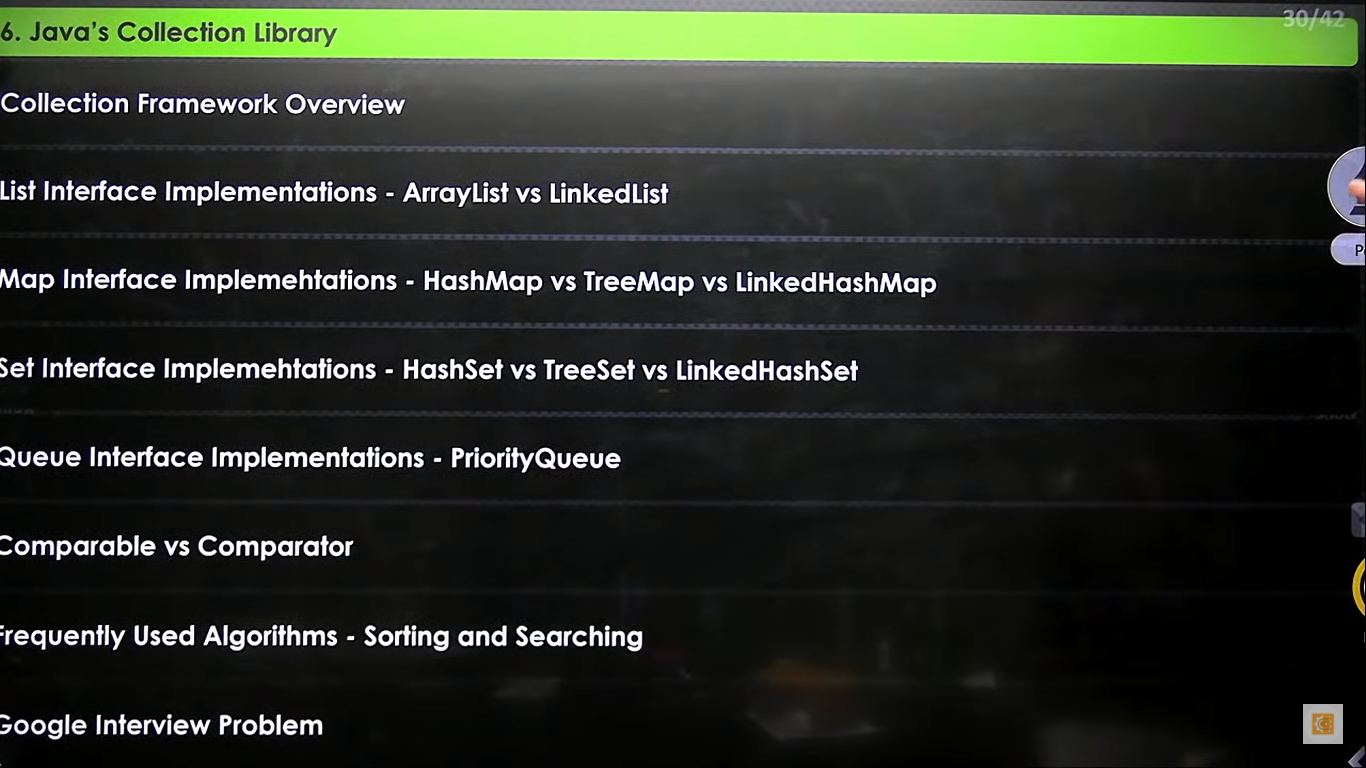 30/42
6. Java's Collection Library
Collection Framework Overview
List Interface Implementations - ArrayList vs LinkedList
Map Interface Implemehtations - HashMap vs TreeMap vs LinkedHashMap
Set Interface Implemehtations - HashSet vs TreeSet vs LinkedHashSet
Queue Interface Implementations - PriorityQueue
Comparable vs Comparator
Frequently Used Algorithms - Sorting and Searching
Google Interview Problem